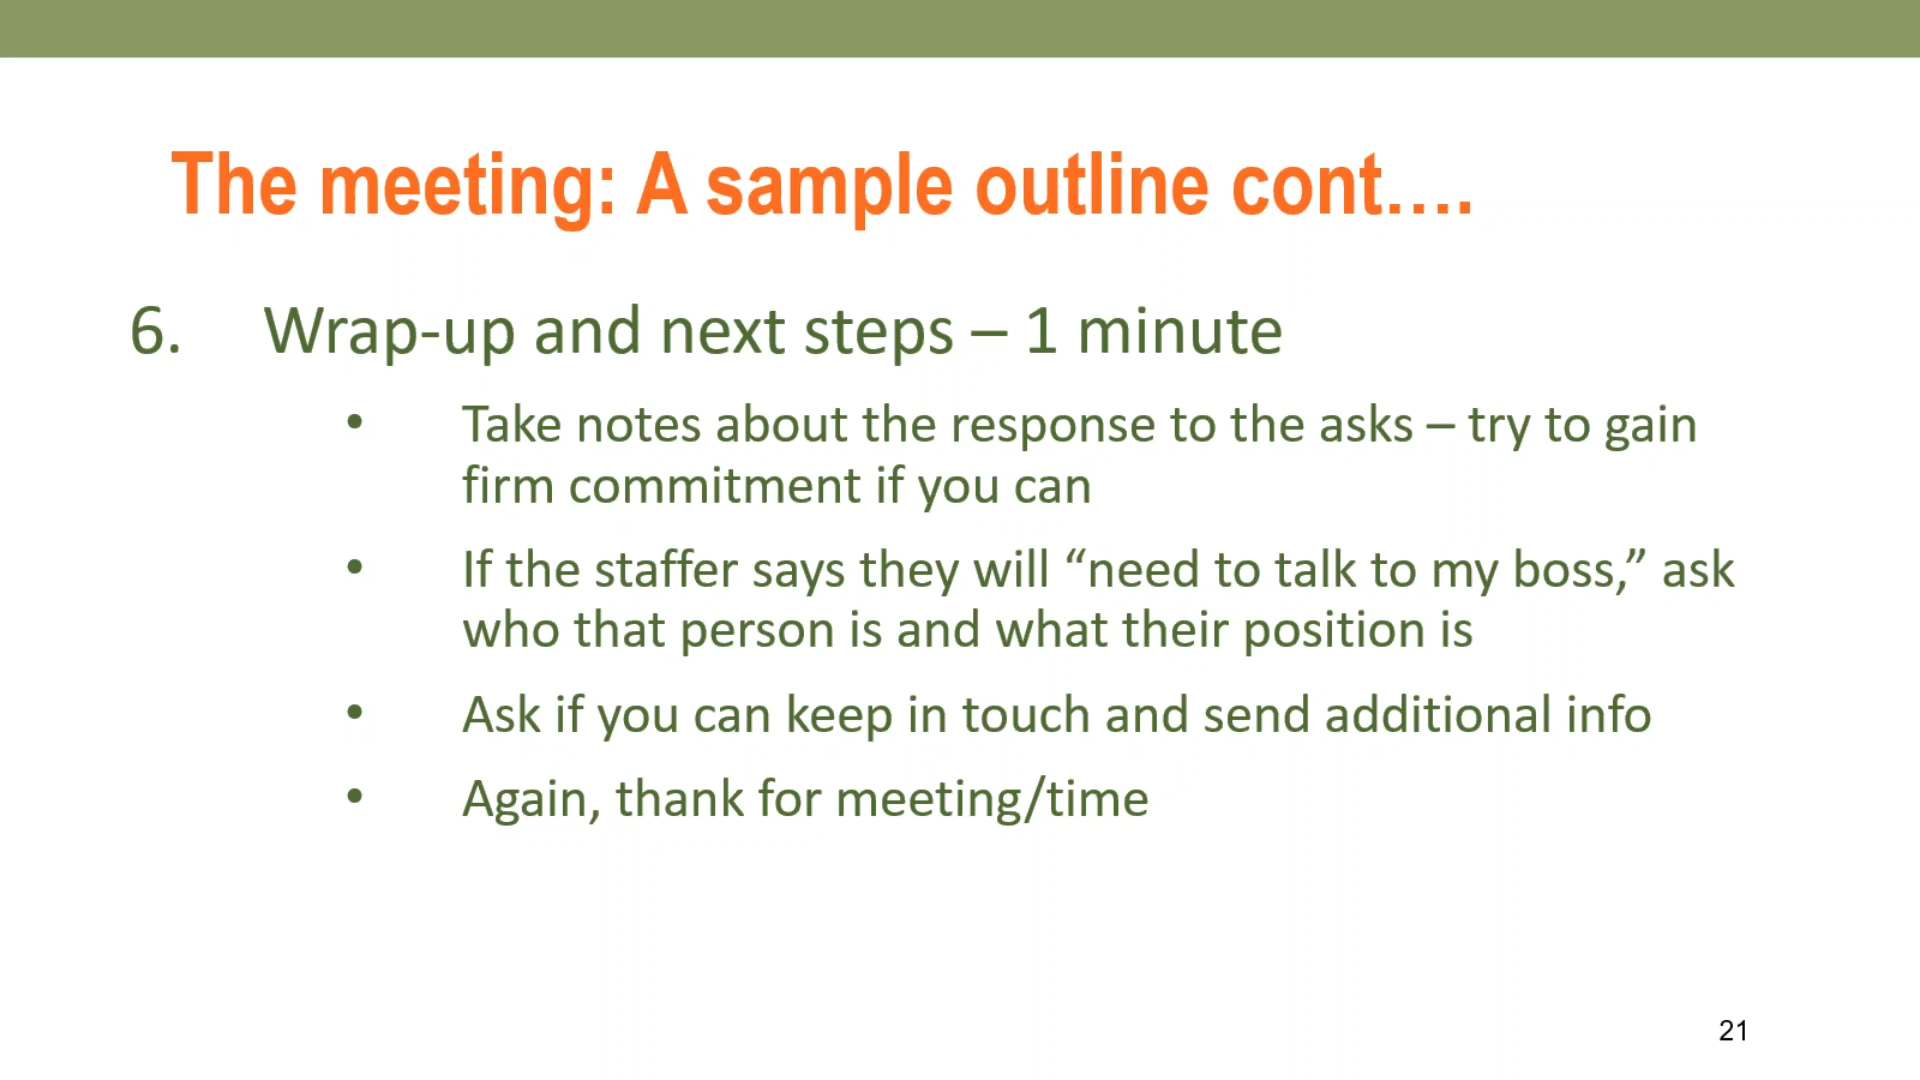 The meeting: A sample outline cont….
6. Wrap-up and next steps – 1 minute
• Take notes about the response to the asks – try to gain
firm commitment if you can
• If the staffer says they will “need to talk to my boss,” ask
who that person is and what their position is
• Ask if you can keep in touch and send additional info
• Again, thank for meeting/time
21